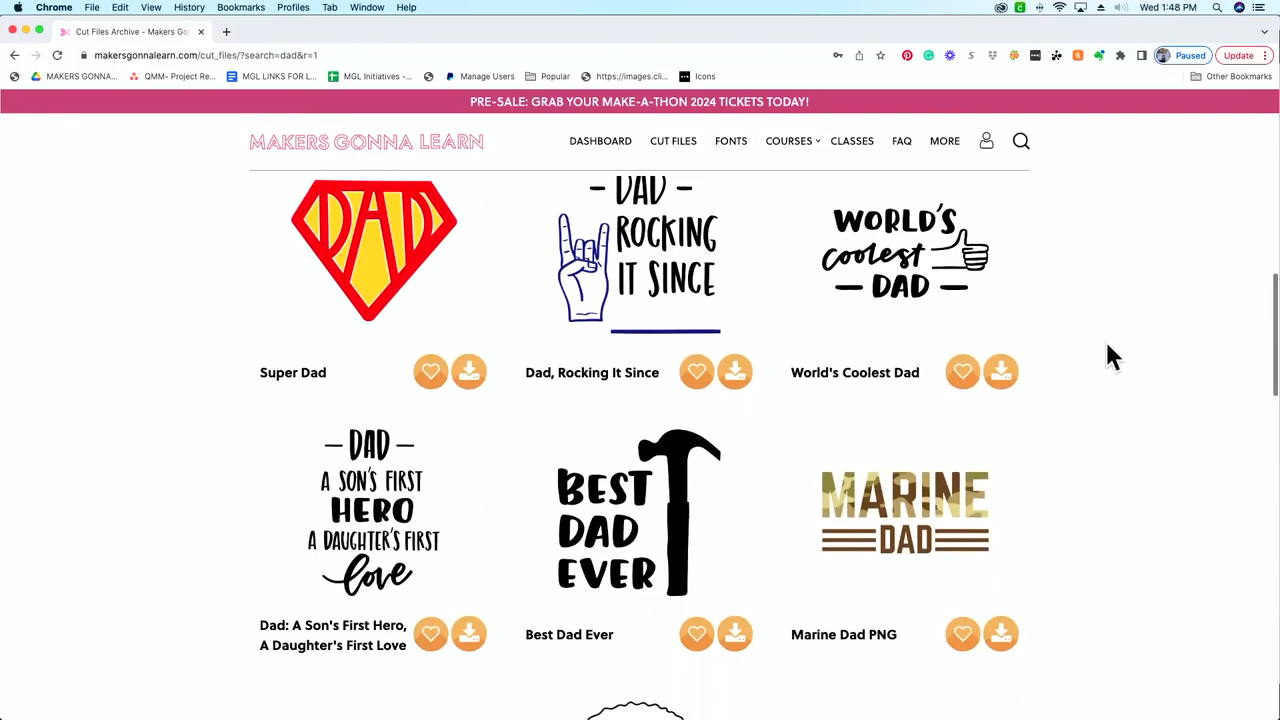 Chrome File Edit View History Bookmarks Profiles Tab Window Help Wed 1:48 PM
Cut Files Archive - Makers Go
makersgonnalearn.com/cut_files/?search=dad&r=1 Paused Update
MAKERS GONNA... QMM- Project Re... MGL LINKS FOR L... MGL Initiatives -... Manage Users Popular https://images.cli... Icons Other Bookmarks
PRE-SALE: GRAB YOUR MAKE-A-THON 2024 TICKETS TODAY!
MAKERS GONNA LEARN DASHBOARD CUT FILES FONTS COURSES CLASSES FAQ MORE
DAD
- DAD -
ROCKING
IT SINCE
WORLD'S
coolest
- DAD -
Super Dad
Dad, Rocking It Since
World's Coolest Dad
- DAD -
A SON'S FIRST
HERO
A DAUGHTER'S FIRST
love
BEST
DAD
EVER
MARINE
DAD
Dad: A Son's First Hero,
A Daughter's First Love
Best Dad Ever
Marine Dad PNG